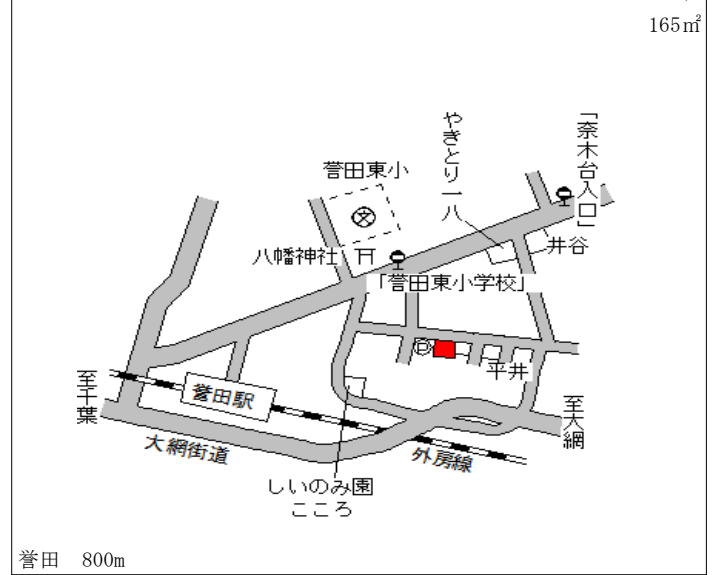 165㎡
「奈木台入口」
やきとり一八
誉田東小
井谷
八幡神社
「誉田東小学校」
平井
至千葉
誉田駅
至大網
大網街道
外房線
しいのみ園
こころ
誉田　800m